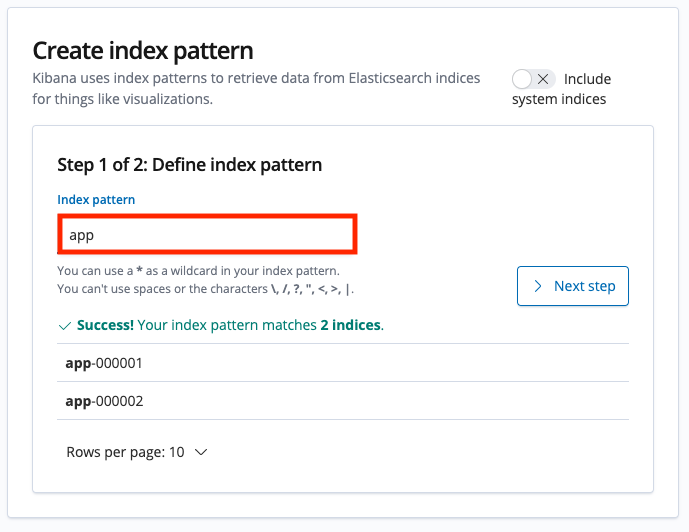 Create index pattern
Kibana uses index patterns to retrieve data from Elasticsearch indices
for things like visualizations.
Include
system indices
Step 1 of 2: Define index pattern
Index pattern
app
You can use a * as a wildcard in your index pattern.
You can't use spaces or the characters \, /, ?, ", <, >, |.
Next step
Success! Your index pattern matches 2 indices.
app-000001
app-000002
Rows per page: 10